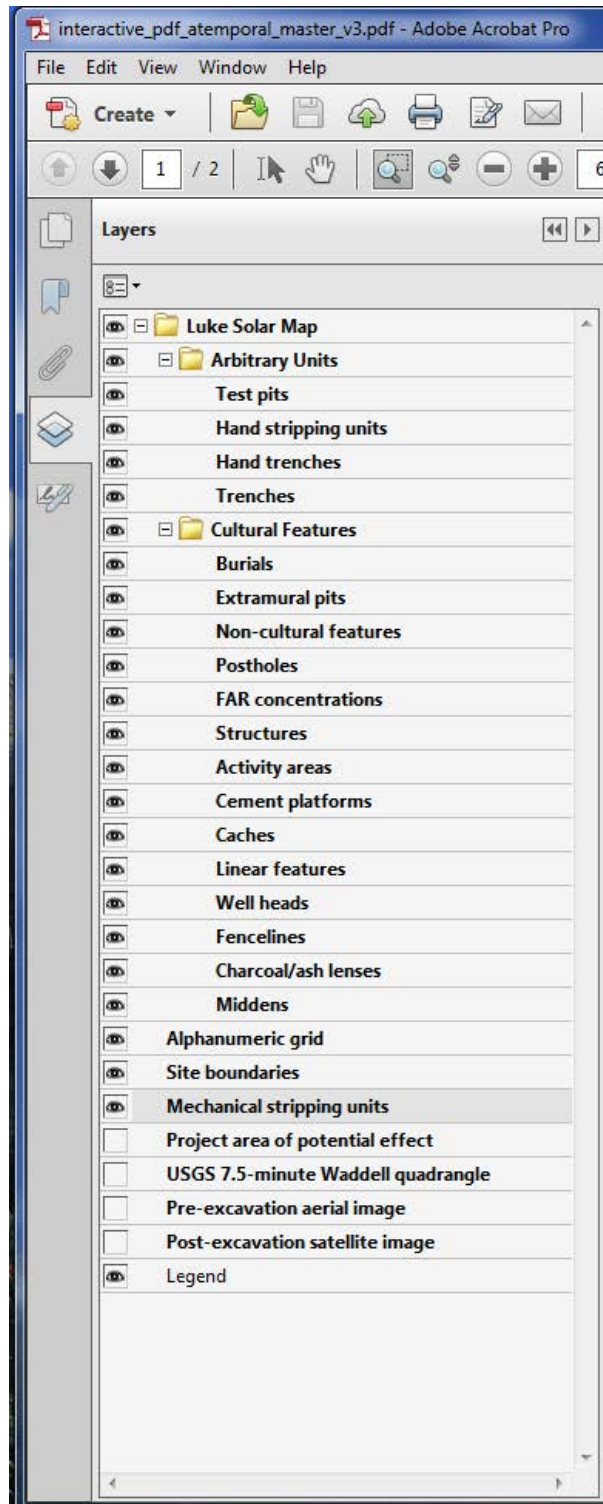 interactive_pdf_atemporal_master_v3.pdf - Adobe Acrobat Pro
File Edit View Window Help
Create
1 / 2 6
Layers
Luke Solar Map
Arbitrary Units
Test pits
Hand stripping units
Hand trenches
Trenches
Cultural Features
Burials
Extramural pits
Non-cultural features
Postholes
FAR concentrations
Structures
Activity areas
Cement platforms
Caches
Linear features
Well heads
Fencelines
Charcoal/ash lenses
Middens
Alphanumeric grid
Site boundaries
Mechanical stripping units
Project area of potential effect
USGS 7.5-minute Waddell quadrangle
Pre-excavation aerial image
Post-excavation satellite image
Legend